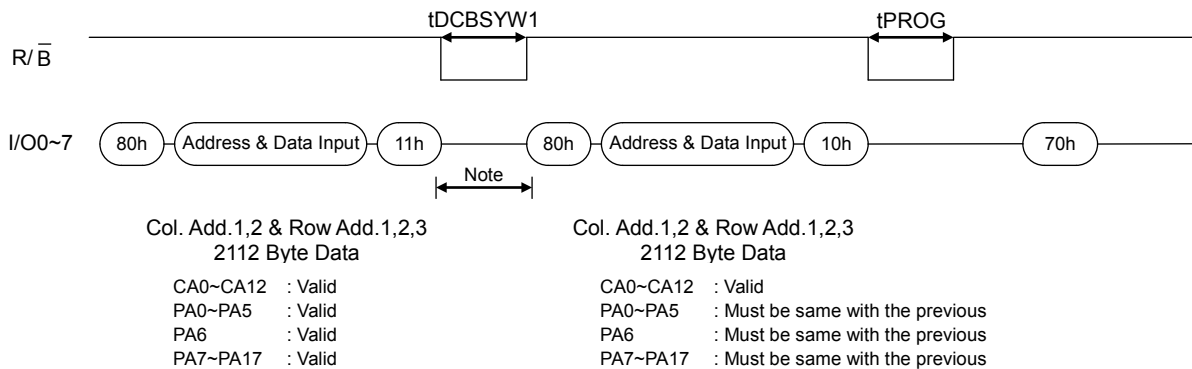 tDCBSYW1
tPROG
R/B̅
I/O0~7
80h
Address & Data Input
11h
80h
Address & Data Input
10h
70h
Note
Col. Add.1,2 & Row Add.1,2,3
2112 Byte Data
CA0~CA12 : Valid
PA0~PA5 : Valid
PA6 : Valid
PA7~PA17 : Valid
Col. Add.1,2 & Row Add.1,2,3
2112 Byte Data
CA0~CA12 : Valid
PA0~PA5 : Must be same with the previous
PA6 : Must be same with the previous
PA7~PA17 : Must be same with the previous